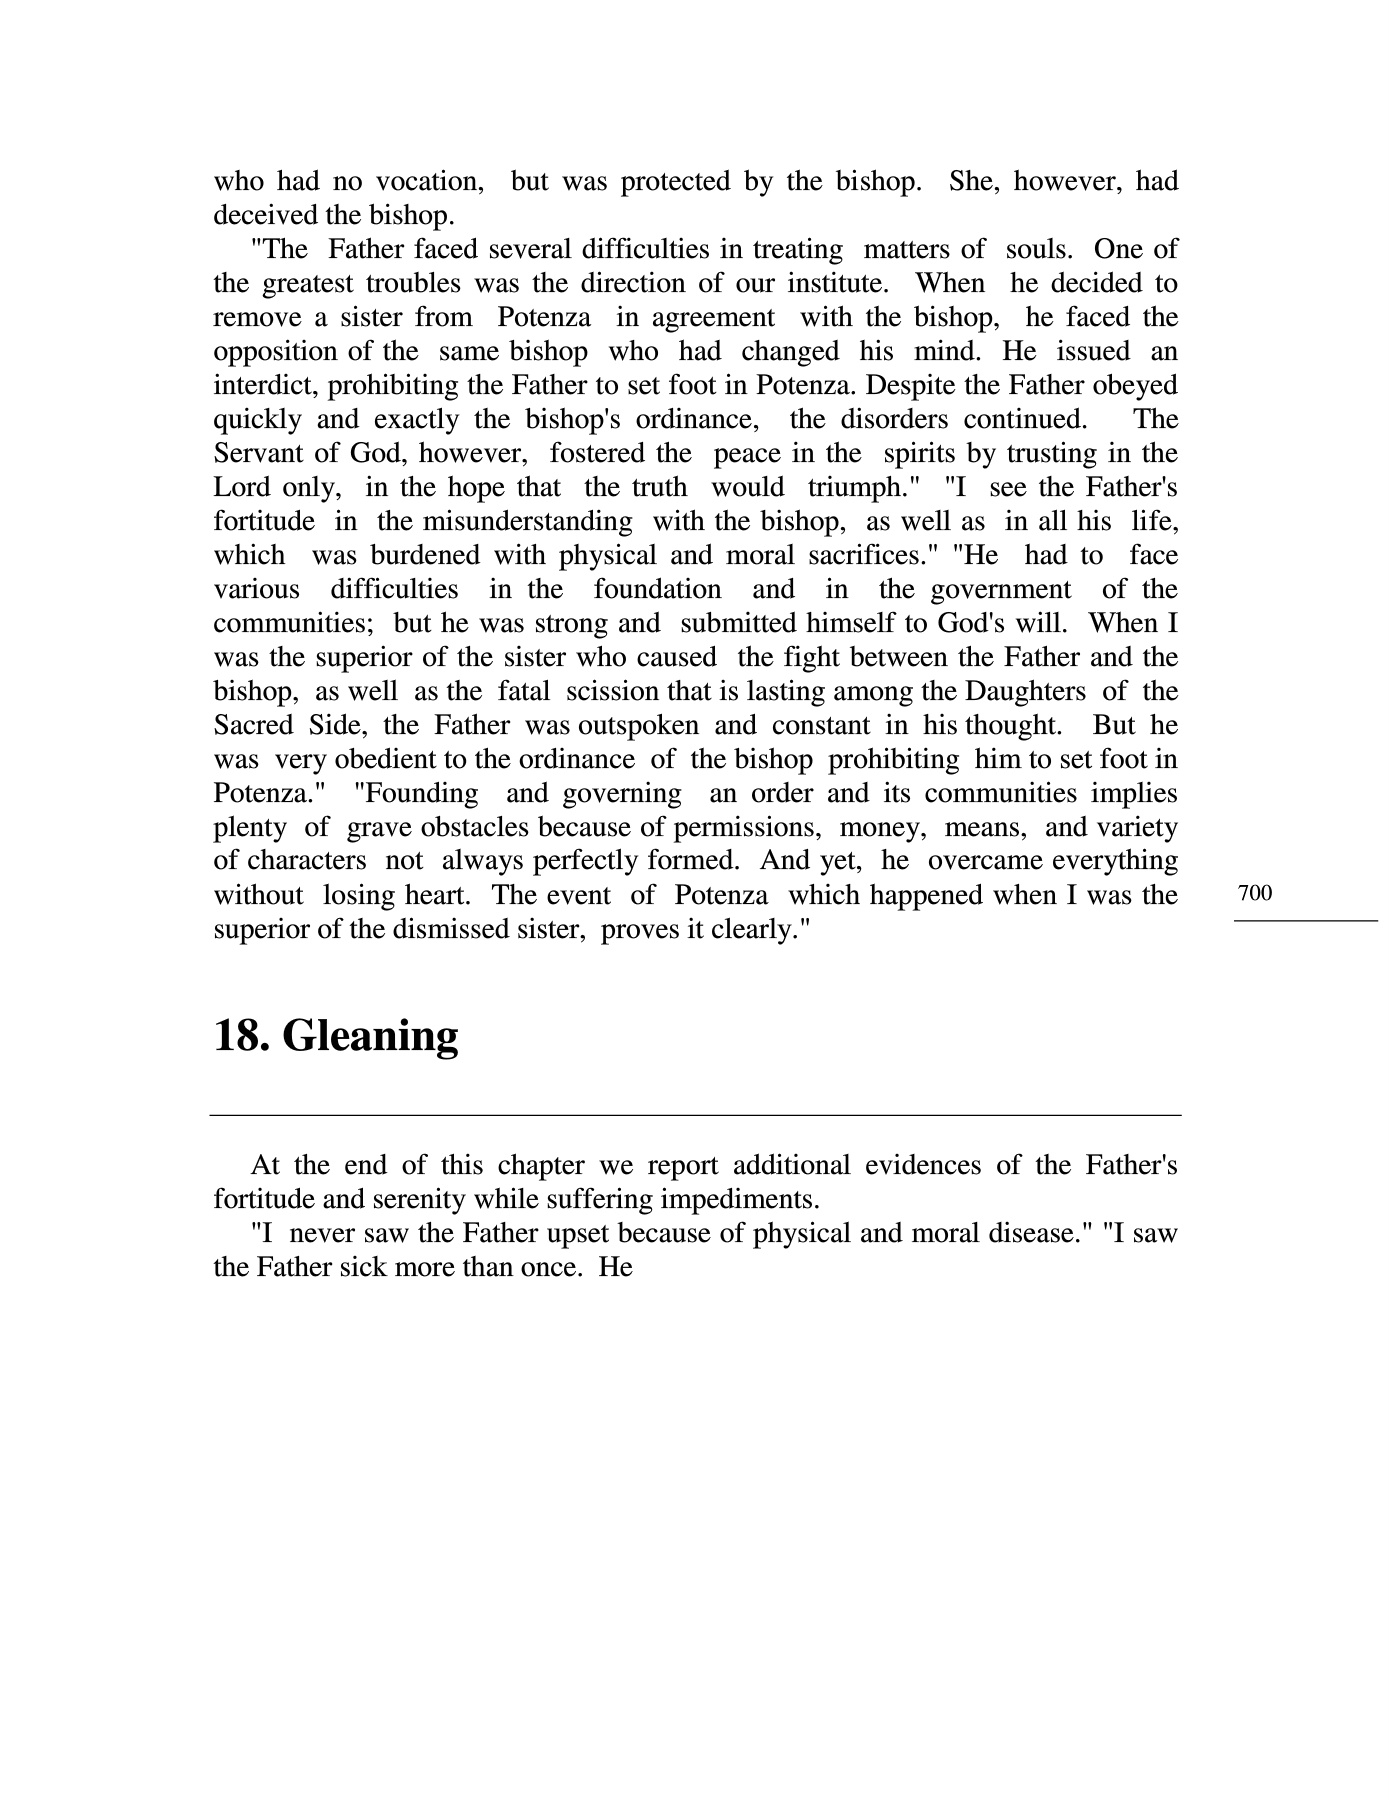 who had no vocation, but was protected by the bishop. She, however, had
deceived the bishop.
"The Father faced several difficulties in treating matters of souls. One of
the greatest troubles was the direction of our institute. When he decided to
remove a sister from Potenza in agreement with the bishop, he faced the
opposition of the same bishop who had changed his mind. He issued an
interdict, prohibiting the Father to set foot in Potenza. Despite the Father obeyed
quickly and exactly the bishop's ordinance, the disorders continued. The
Servant of God, however, fostered the peace in the spirits by trusting in the
Lord only, in the hope that the truth would triumph." "I see the Father's
fortitude in the misunderstanding with the bishop, as well as in all his life,
which was burdened with physical and moral sacrifices." "He had to face
various difficulties in the foundation and in the government of the
communities; but he was strong and submitted himself to God's will. When I
was the superior of the sister who caused the fight between the Father and the
bishop, as well as the fatal scission that is lasting among the Daughters of the
Sacred Side, the Father was outspoken and constant in his thought. But he
was very obedient to the ordinance of the bishop prohibiting him to set foot in
Potenza." "Founding and governing an order and its communities implies
plenty of grave obstacles because of permissions, money, means, and variety
of characters not always perfectly formed. And yet, he overcame everything
without losing heart. The event of Potenza which happened when I was the
superior of the dismissed sister, proves it clearly."
700
18. Gleaning
At the end of this chapter we report additional evidences of the Father's
fortitude and serenity while suffering impediments.
"I never saw the Father upset because of physical and moral disease." "I saw
the Father sick more than once. He